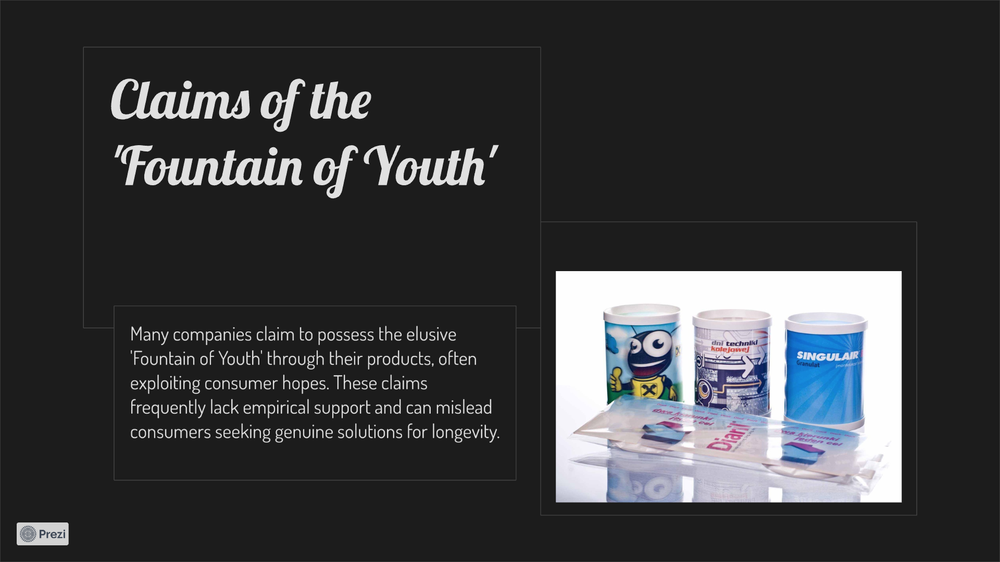 Claims of the
'Fountain of Youth'
Many companies claim to possess the elusive
'Fountain of Youth' through their products, often
exploiting consumer hopes. These claims
frequently lack empirical support and can mislead
consumers seeking genuine solutions for longevity.
dni techniki
kolejowej
SINGULAIR
Granulat
dwa kierunki
jeden cel
dwa kierunki
jeden cel
Prezi